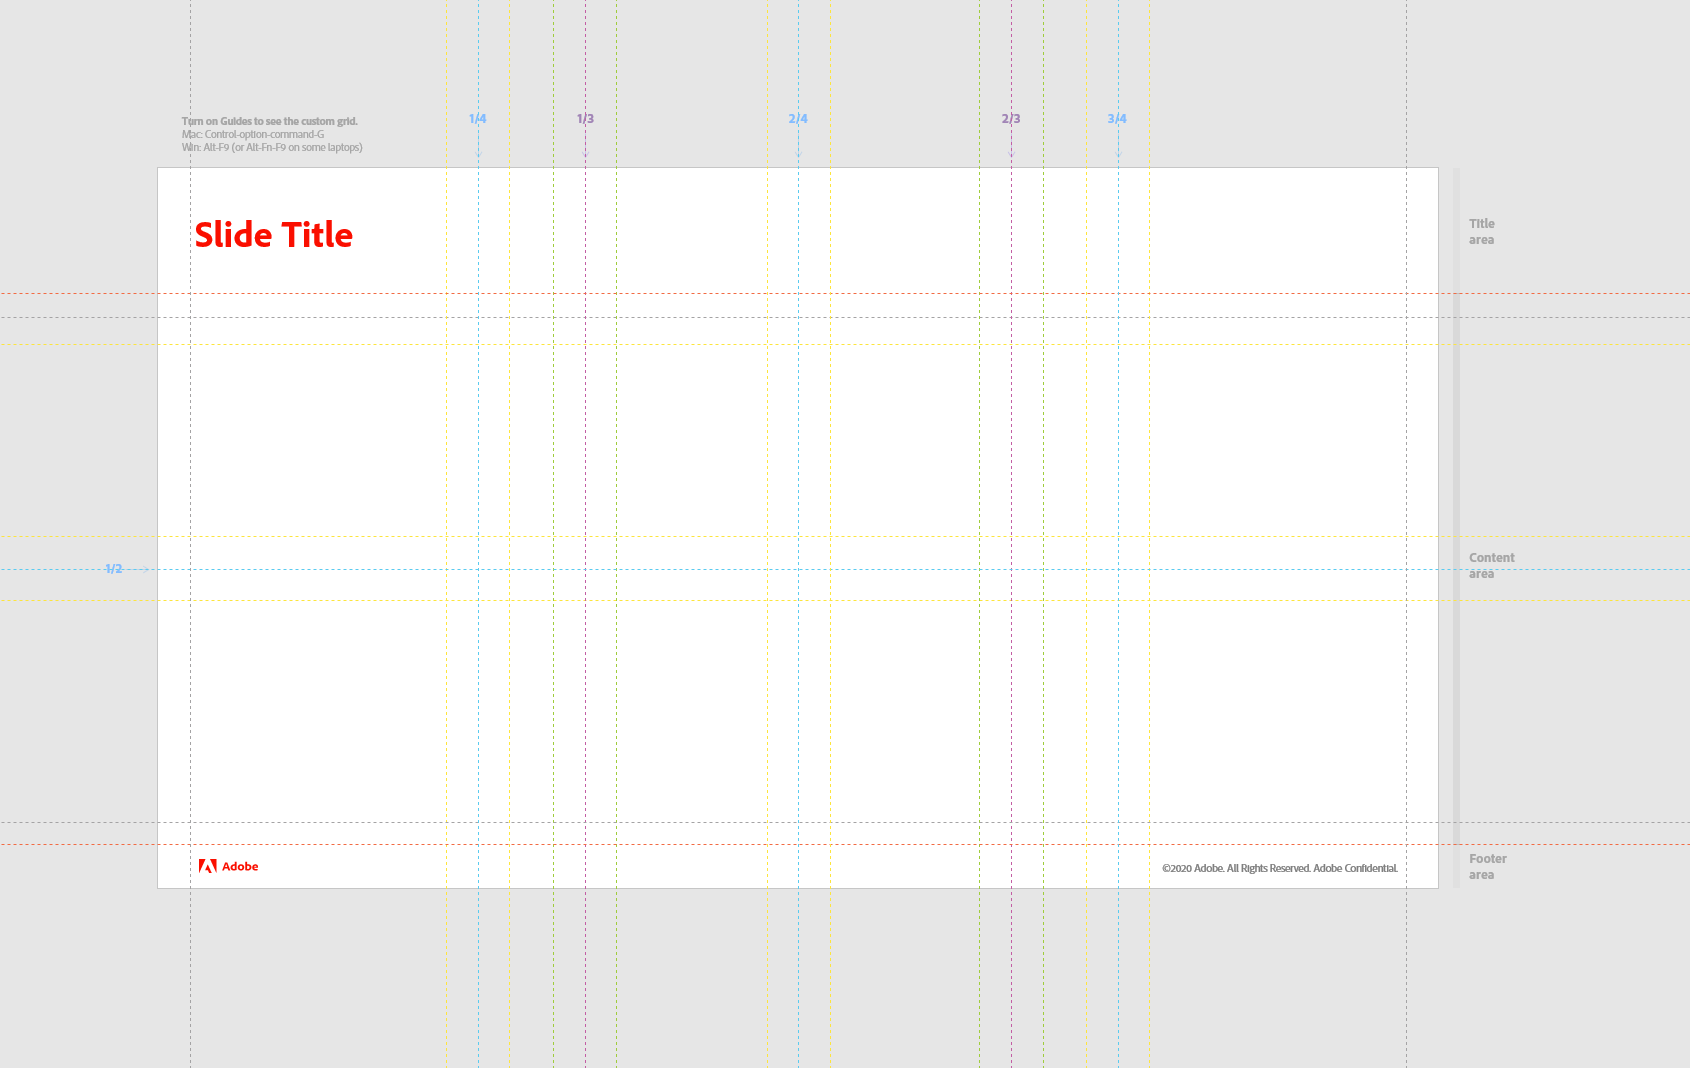 Turn on Guides to see the custom grid.
Mac: Control-option-command-G
Win: Alt-F9 (or Alt-Fn-F9 on some laptops)
1/4
1/3
2/4
2/3
3/4
Slide Title
Title
area
1/2
Content
area
Adobe
©2020 Adobe. All Rights Reserved. Adobe Confidential.
Footer
area